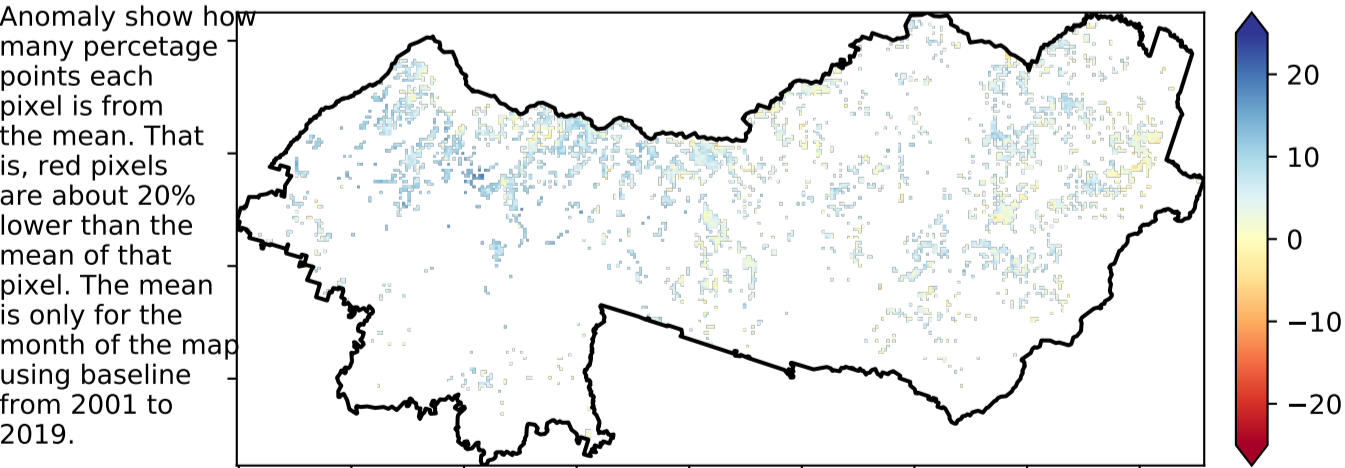 Anomaly show how
many percetage
points each
pixel is from
the mean. That
is, red pixels
are about 20%
lower than the
mean of that
pixel. The mean
is only for the
month of the map
using baseline
from 2001 to
2019.
20
10
0
−10
−20